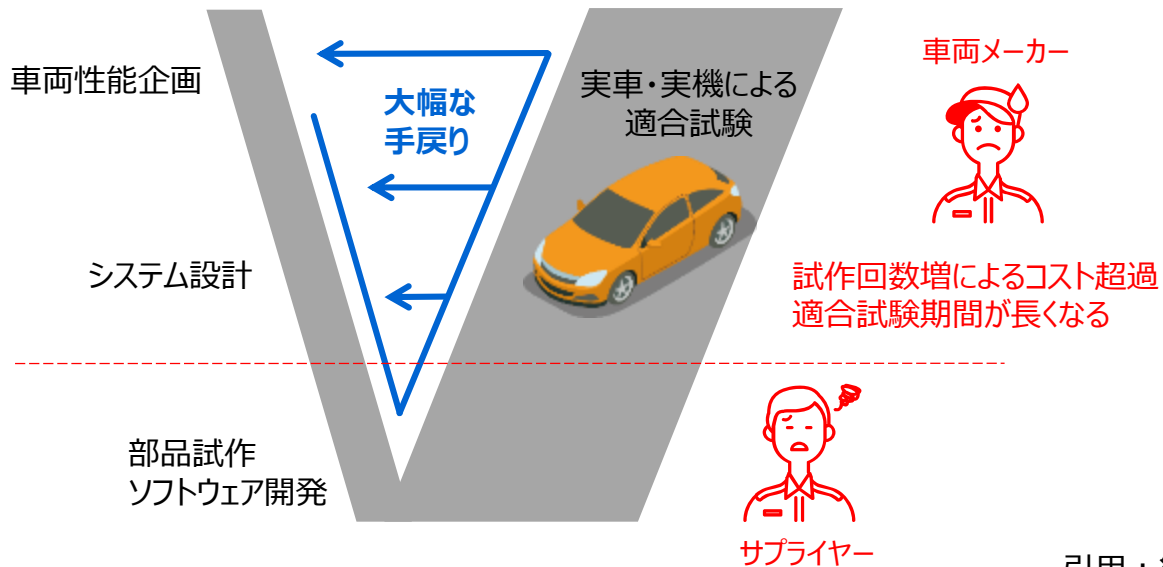 車両性能企画
大幅な
手戻り
実車・実機による
適合試験
車両メーカー
システム設計
試作回数増によるコスト超過
適合試験期間が長くなる
部品試作
ソフトウェア開発
サプライヤー
引用：